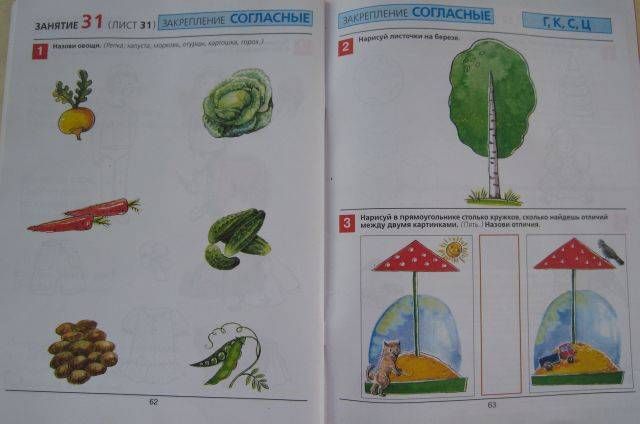 ЗАНЯТИЕ 31 (ЛИСТ 31) ЗАКРЕПЛЕНИЕ СОГЛАСНЫЕ
1 Назови овощи. (Репка, капуста, морковь, огурцы, картошка, горох.)
62
ЗАКРЕПЛЕНИЕ СОГЛАСНЫЕ Г, К, С, Ц
2 Нарисуй листочки на березе.
3 Нарисуй в прямоугольнике столько кружков, сколько найдешь отличий
между двумя картинками. (Пять.) Назови отличия.
63